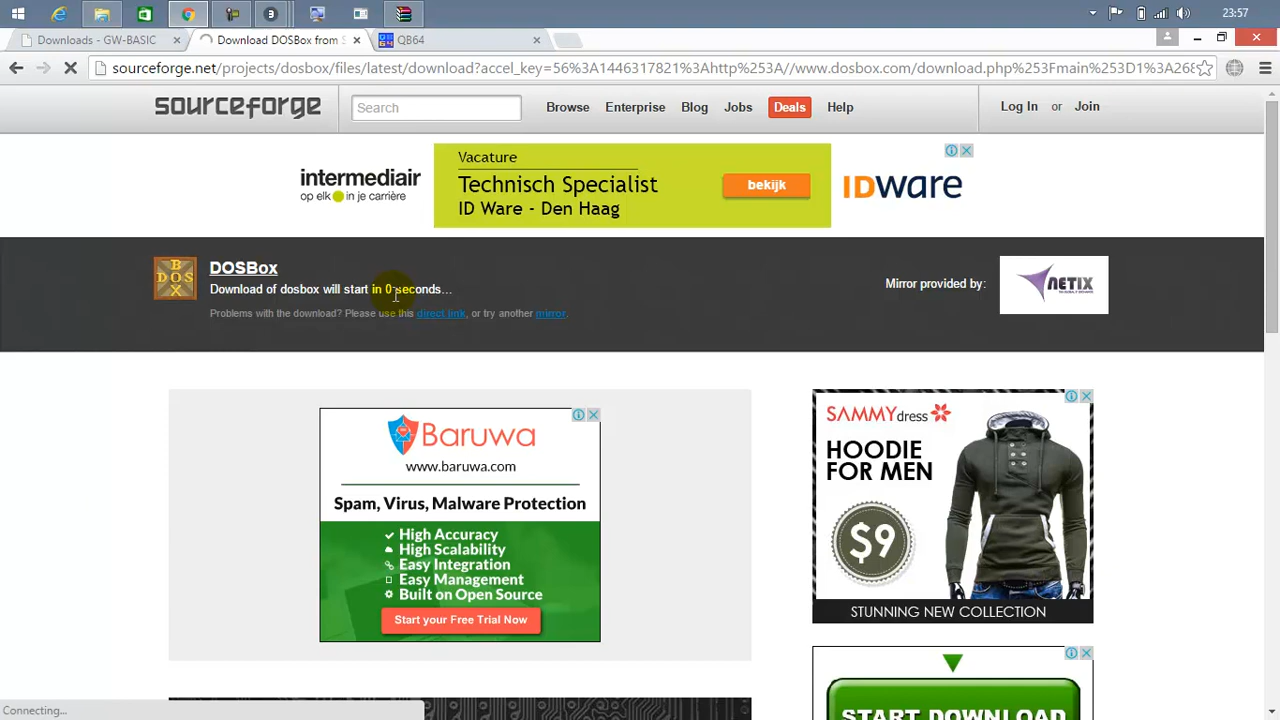 23:57
Downloads - GW-BASIC
Download DOSBox from S
QB64
sourceforge.net/projects/dosbox/files/latest/download?accel_key=56%3A1446317821%3Ahttp%253A//www.dosbox.com/download.php%253Fmain%253D1%3A268
sourceforge
Search
Browse
Enterprise
Blog
Jobs
Deals
Help
Log In or Join
intermediair
op elk in je carrière
Vacature
Technisch Specialist
ID Ware - Den Haag
bekijk
IDWARE
BOX
DOS
DOSBox
Download of dosbox will start in 0 seconds...
Problems with the download? Please use this direct link, or try another mirror.
Mirror provided by:
NETIX
Baruwa
www.baruwa.com
Spam, Virus, Malware Protection
High Accuracy
High Scalability
Easy Integration
Easy Management
Built on Open Source
Start your Free Trial Now
SAMMYdress
HOODIE
FOR MEN
$9
STUNNING NEW COLLECTION
START DOWNLOAD
Connecting...